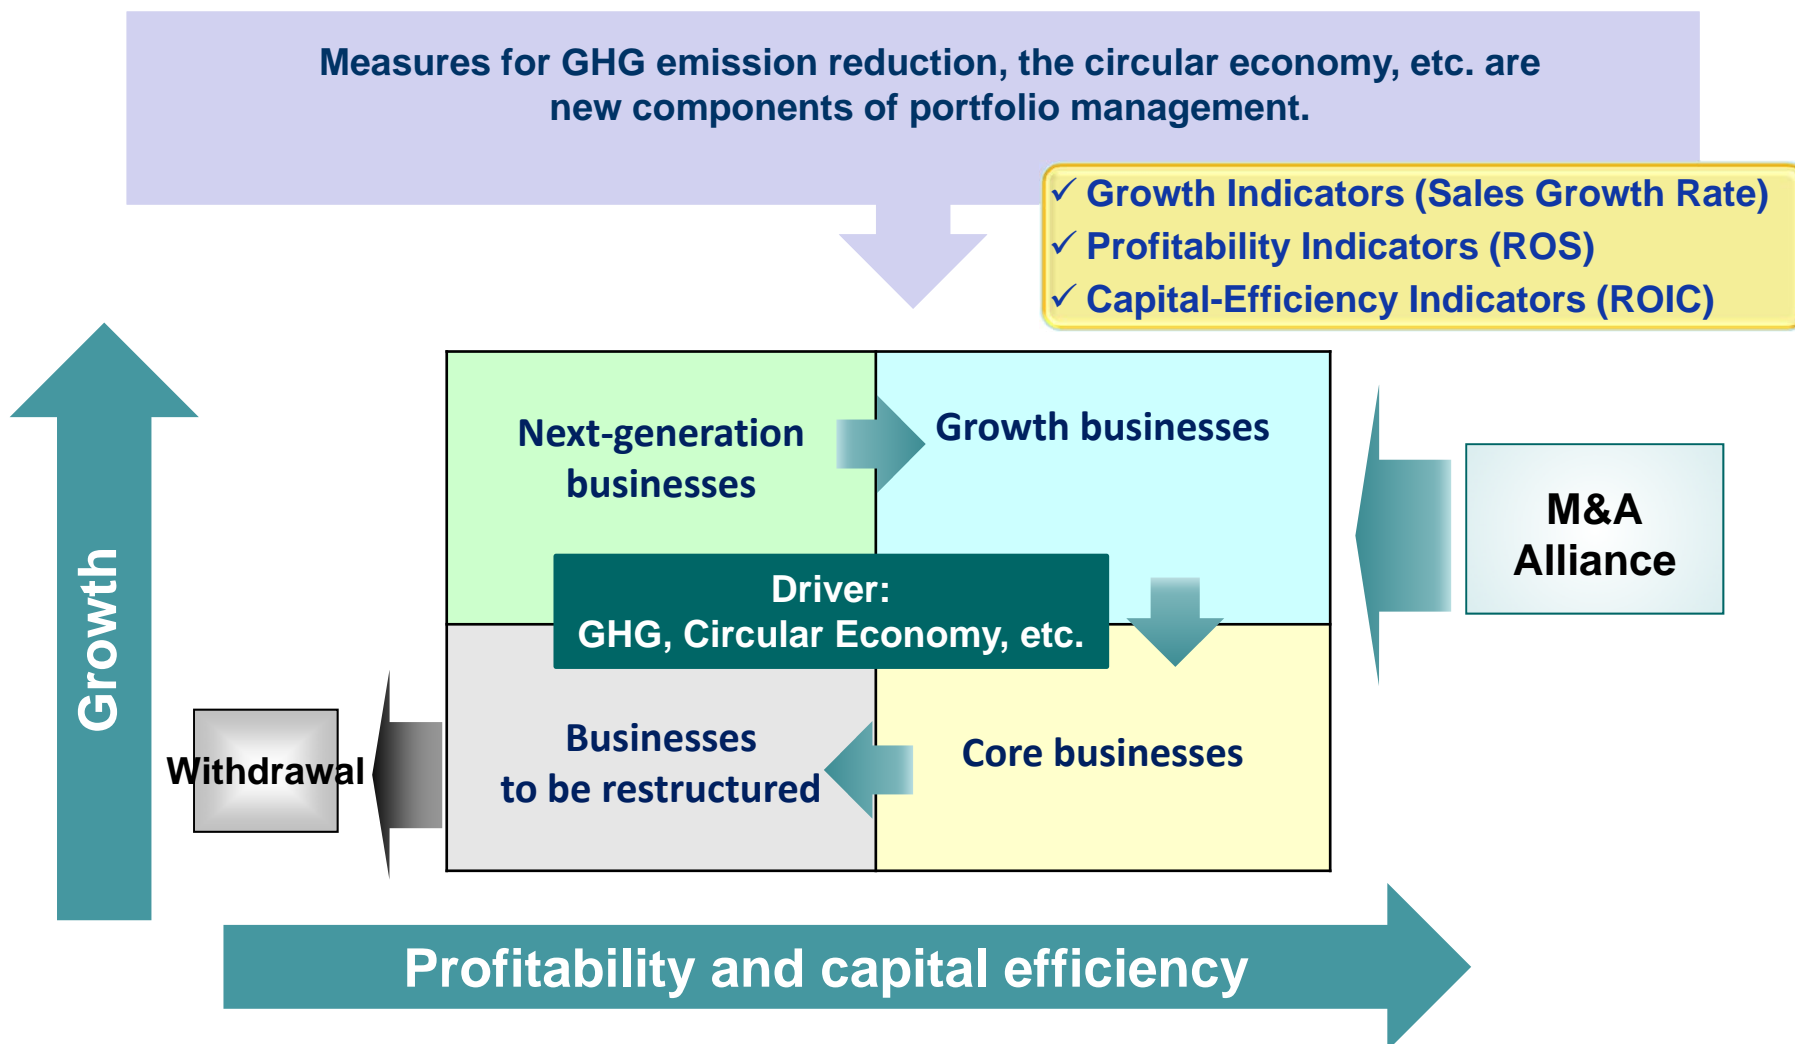 Measures for GHG emission reduction, the circular economy, etc. are
new components of portfolio management.
✓ Growth Indicators (Sales Growth Rate)
✓ Profitability Indicators (ROS)
✓ Capital-Efficiency Indicators (ROIC)
Growth
Next-generation
businesses
Growth businesses
M&A
Alliance
Driver:
GHG, Circular Economy, etc.
Withdrawal
Businesses
to be restructured
Core businesses
Profitability and capital efficiency